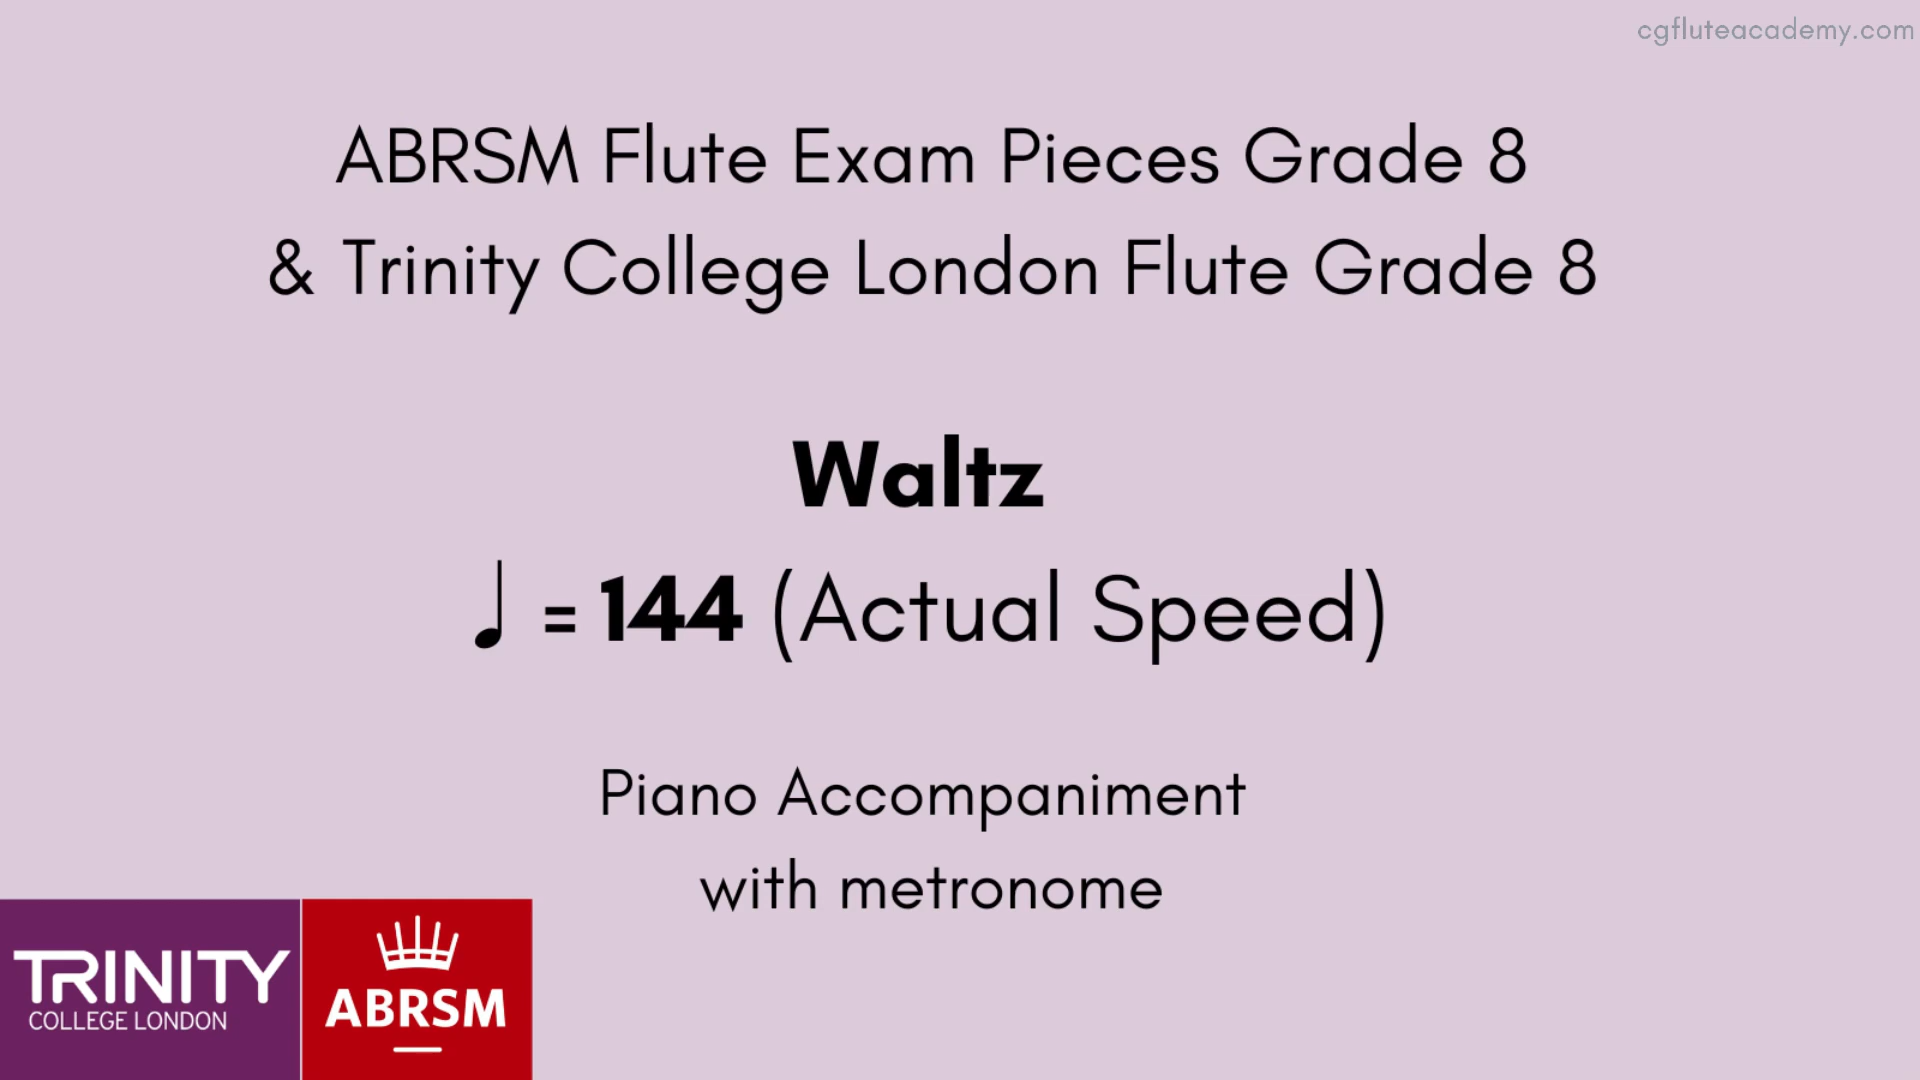 cgfluteacademy.com
ABRSM Flute Exam Pieces Grade 8
& Trinity College London Flute Grade 8
Waltz
♩ = 144 (Actual Speed)
Piano Accompaniment
with metronome
TRINITY
COLLEGE LONDON
ABRSM